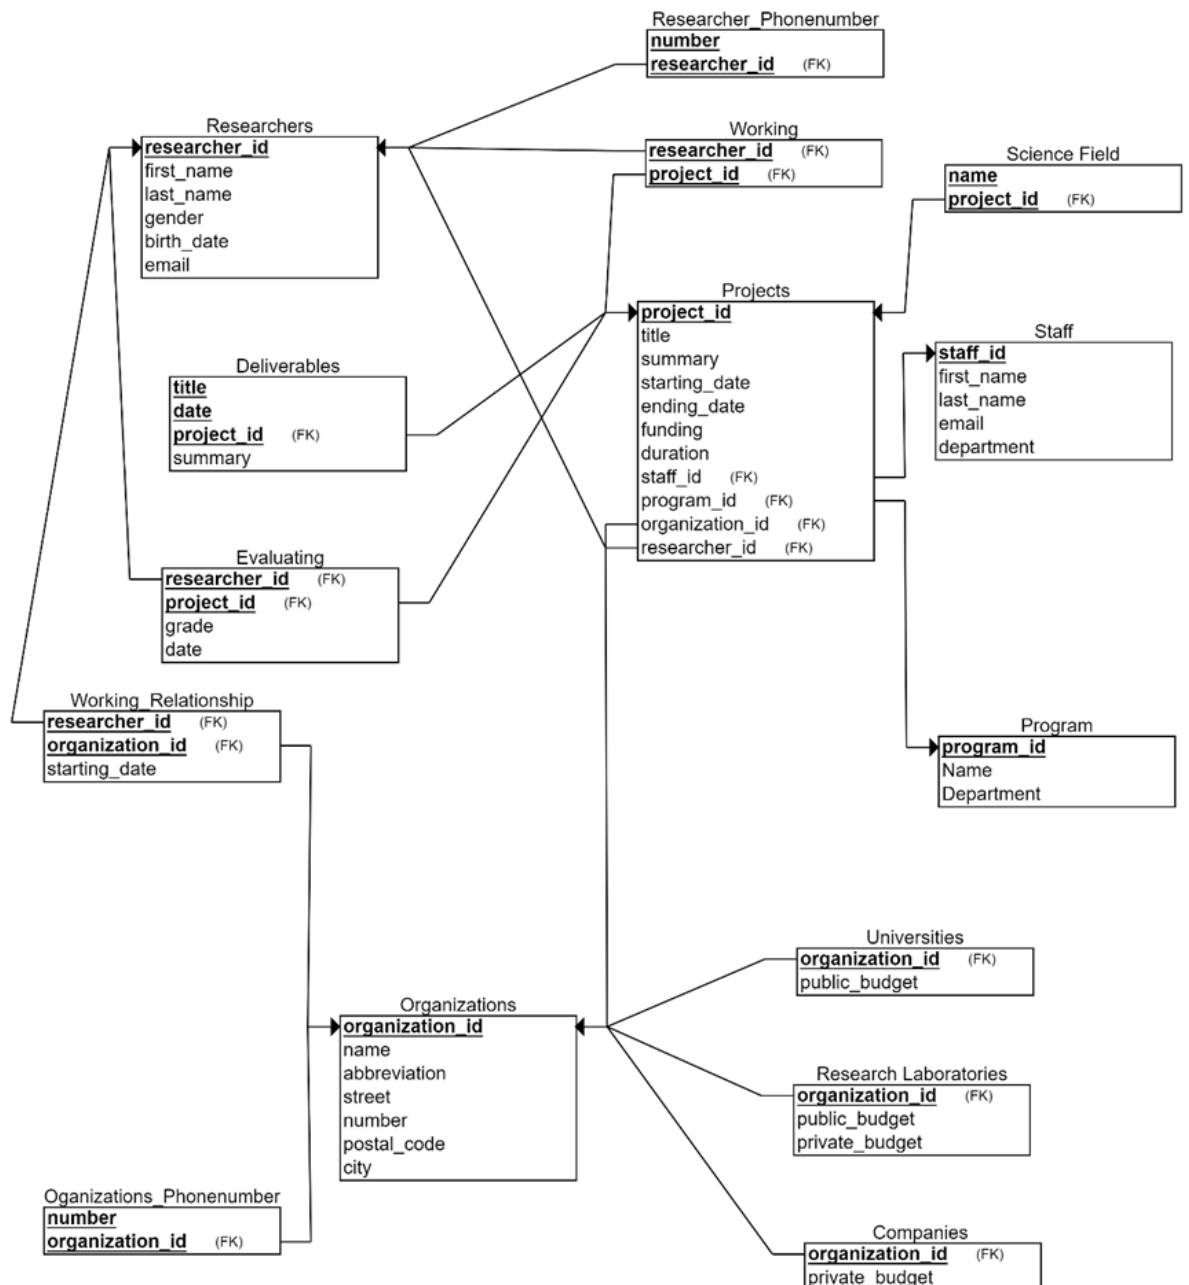 Researcher_Phonenumber
number
researcher_id (FK)
Researchers
researcher_id
first_name
last_name
gender
birth_date
email
Working
researcher_id (FK)
project_id (FK)
Science Field
name
project_id (FK)
Projects
project_id
title
summary
starting_date
ending_date
funding
duration
staff_id (FK)
program_id (FK)
organization_id (FK)
researcher_id (FK)
Staff
staff_id
first_name
last_name
email
department
Deliverables
title
date
project_id (FK)
summary
Evaluating
researcher_id (FK)
project_id (FK)
grade
date
Working_Relationship
researcher_id (FK)
organization_id (FK)
starting_date
Program
program_id
Name
Department
Universities
organization_id (FK)
public_budget
Organizations
organization_id
name
abbreviation
street
number
postal_code
city
Research Laboratories
organization_id (FK)
public_budget
private_budget
Oganizations_Phonenumber
number
organization_id (FK)
Companies
organization_id (FK)
private_budget